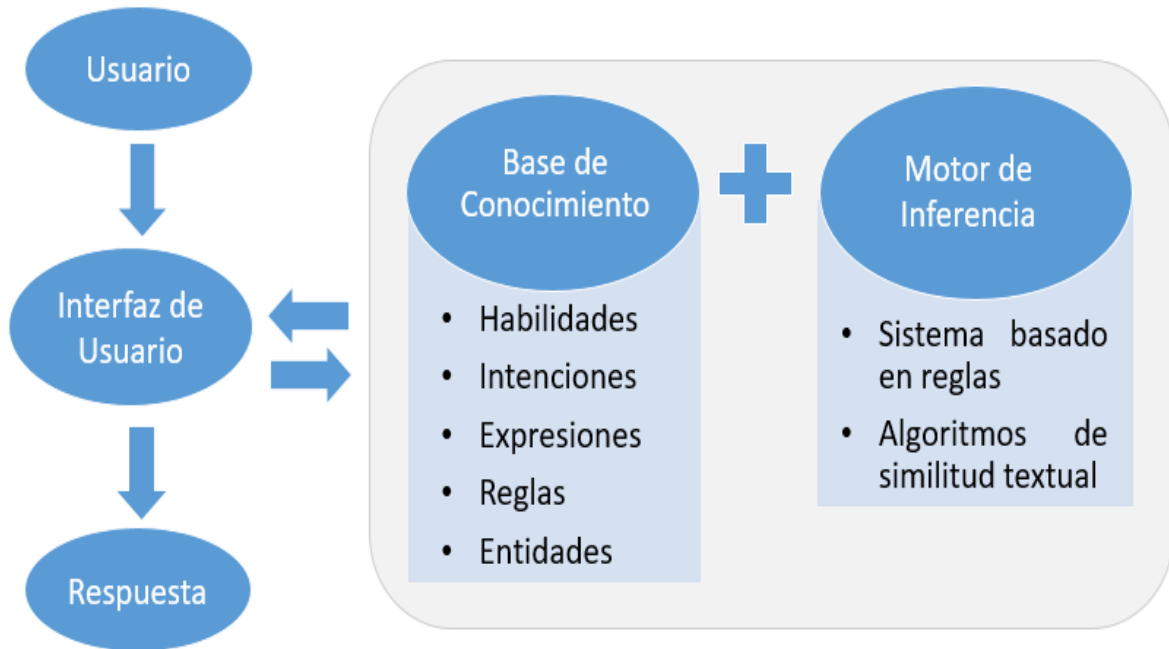 Usuario
Interfaz de
Usuario
Respuesta
Base de
Conocimiento
• Habilidades
• Intenciones
• Expresiones
• Reglas
• Entidades
Motor de
Inferencia
• Sistema basado
en reglas
• Algoritmos de
similitud textual